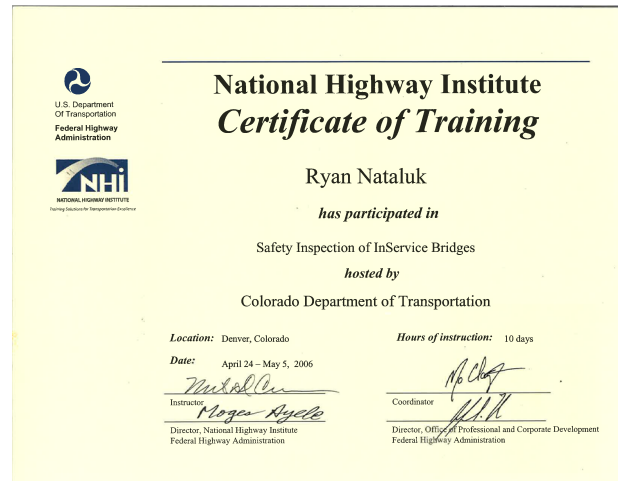 U.S. Department
Of Transportation
Federal Highway
Administration
NHi
NATIONAL HIGHWAY INSTITUTE
Training Solutions for Transportation Excellence
National Highway Institute
Certificate of Training
Ryan Nataluk
has participated in
Safety Inspection of InService Bridges
hosted by
Colorado Department of Transportation
Location: Denver, Colorado
Hours of instruction: 10 days
Date: April 24 – May 5, 2006
Instructor
Coordinator
Moges Ayele
Director, National Highway Institute
Federal Highway Administration
Director, Office of Professional and Corporate Development
Federal Highway Administration